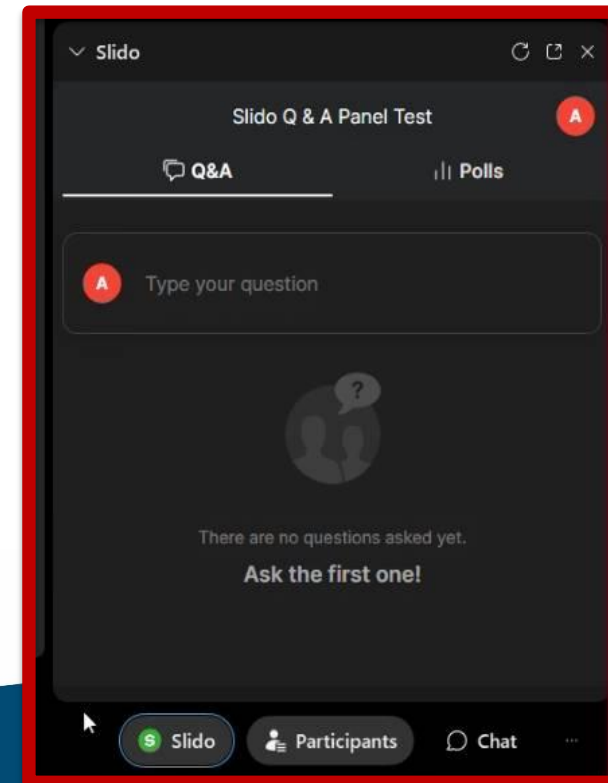 Slido
Slido Q & A Panel Test
A
Q&A
Polls
A
Type your question
?
There are no questions asked yet.
Ask the first one!
S Slido
Participants
Chat
...